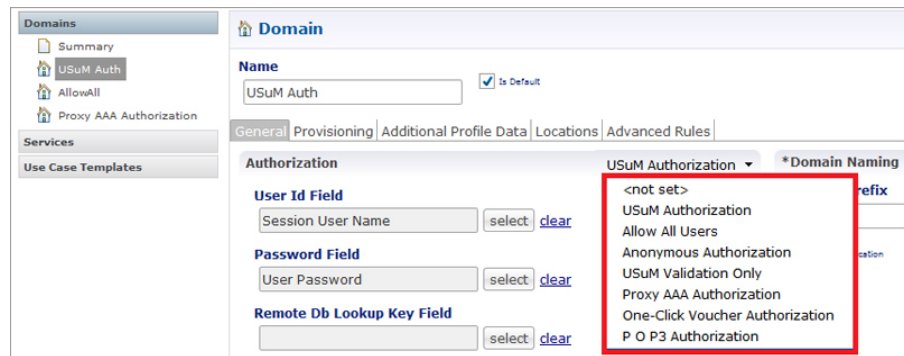 Domains
Summary
USuM Auth
AllowAll
Proxy AAA Authorization
Services
Use Case Templates
Domain
Name
USuM Auth
Is Default
General Provisioning Additional Profile Data Locations Advanced Rules
Authorization
USuM Authorization
*Domain Naming
User Id Field
Session User Name select clear
Password Field
User Password select clear
Remote Db Lookup Key Field
select clear
<not set>
USuM Authorization
Allow All Users
Anonymous Authorization
USuM Validation Only
Proxy AAA Authorization
One-Click Voucher Authorization
P O P3 Authorization
refix
cation